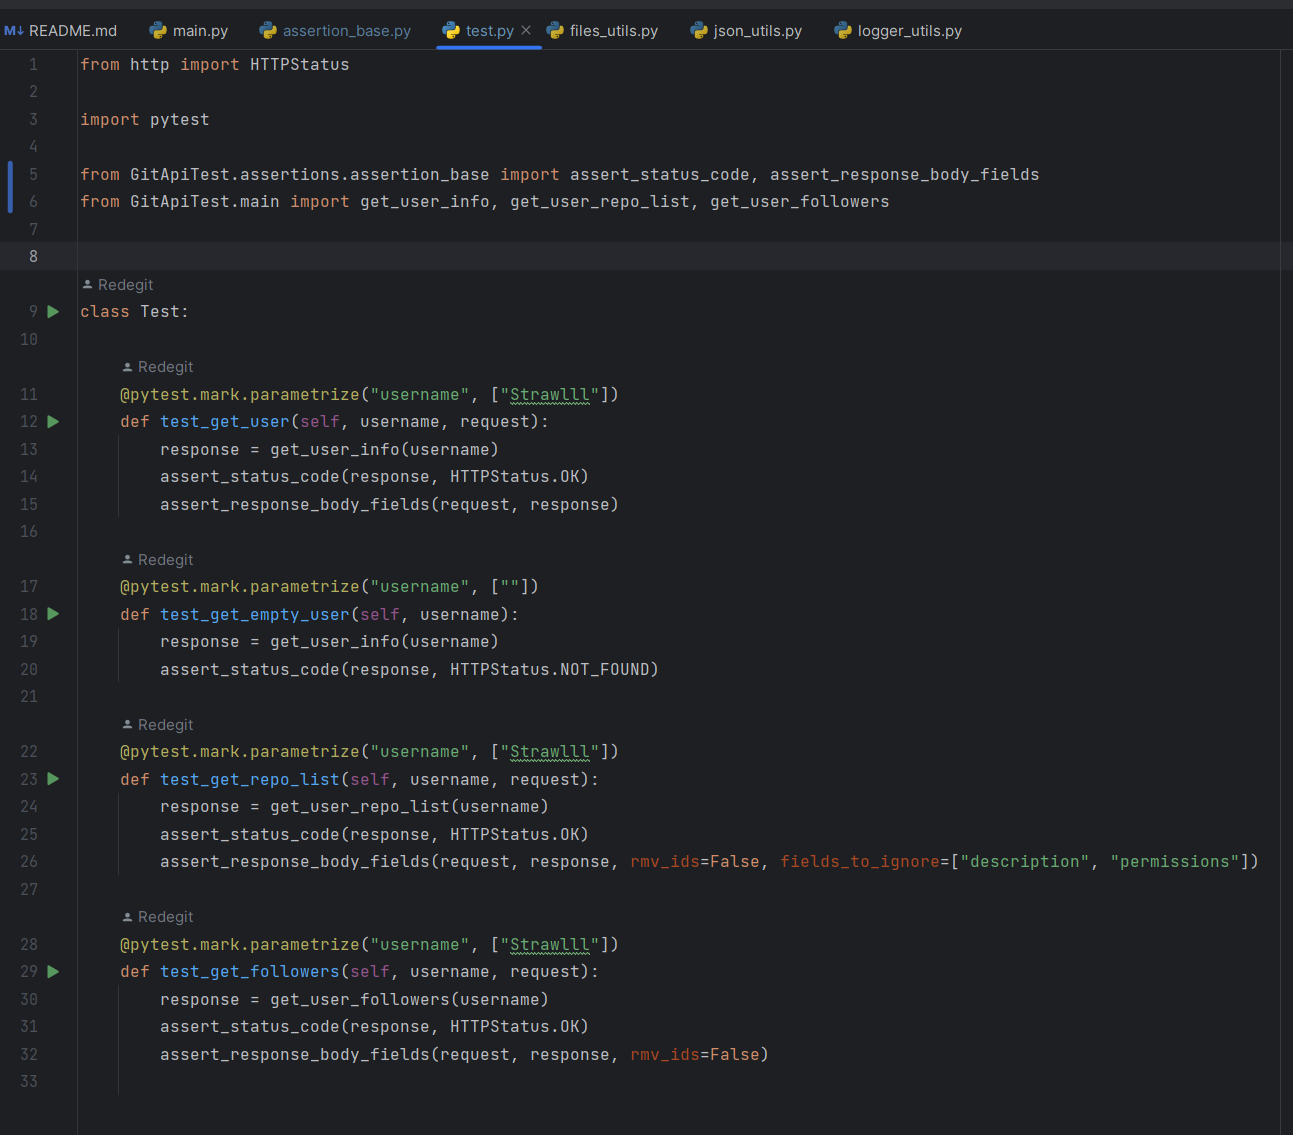 README.md main.py assertion_base.py test.py files_utils.py json_utils.py logger_utils.py
1 from http import HTTPStatus
2
3 import pytest
4
5 from GitApiTest.assertions.assertion_base import assert_status_code, assert_response_body_fields
6 from GitApiTest.main import get_user_info, get_user_repo_list, get_user_followers
7
8
Redegit
9 class Test:
10
Redegit
11 @pytest.mark.parametrize("username", ["Strawlll"])
12 def test_get_user(self, username, request):
13 response = get_user_info(username)
14 assert_status_code(response, HTTPStatus.OK)
15 assert_response_body_fields(request, response)
16
Redegit
17 @pytest.mark.parametrize("username", [""])
18 def test_get_empty_user(self, username):
19 response = get_user_info(username)
20 assert_status_code(response, HTTPStatus.NOT_FOUND)
21
Redegit
22 @pytest.mark.parametrize("username", ["Strawlll"])
23 def test_get_repo_list(self, username, request):
24 response = get_user_repo_list(username)
25 assert_status_code(response, HTTPStatus.OK)
26 assert_response_body_fields(request, response, rmv_ids=False, fields_to_ignore=["description", "permissions"])
27
Redegit
28 @pytest.mark.parametrize("username", ["Strawlll"])
29 def test_get_followers(self, username, request):
30 response = get_user_followers(username)
31 assert_status_code(response, HTTPStatus.OK)
32 assert_response_body_fields(request, response, rmv_ids=False)
33